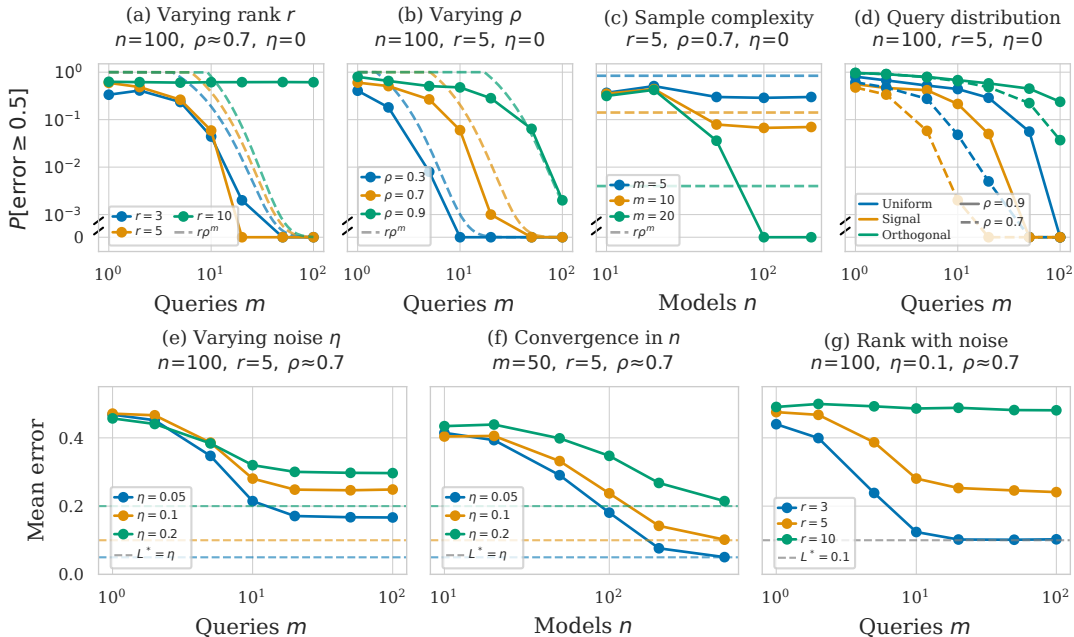 (a) Varying rank r
n=100, ρ≈0.7, η=0
(b) Varying ρ
n=100, r=5, η=0
(c) Sample complexity
r=5, ρ=0.7, η=0
(d) Query distribution
n=100, r=5, η=0
P[error ≥ 0.5]
10⁰
10⁻¹
10⁻²
10⁻³
0
r = 3
r = 5
r = 10
rρᵐ
10⁰
10¹
10²
Queries m
ρ = 0.3
ρ = 0.7
ρ = 0.9
rρᵐ
10⁰
10¹
10²
Queries m
m = 5
m = 10
m = 20
rρᵐ
10¹
10²
Models n
Uniform
Signal
Orthogonal
ρ = 0.9
ρ = 0.7
10⁰
10¹
10²
Queries m
(e) Varying noise η
n=100, r=5, ρ≈0.7
(f) Convergence in n
m=50, r=5, ρ≈0.7
(g) Rank with noise
n=100, η=0.1, ρ≈0.7
Mean error
0.4
0.2
0.0
η = 0.05
η = 0.1
η = 0.2
L* = η
10⁰
10¹
10²
Queries m
η = 0.05
η = 0.1
η = 0.2
L* = η
10¹
10²
Models n
r = 3
r = 5
r = 10
L* = 0.1
10⁰
10¹
10²
Queries m